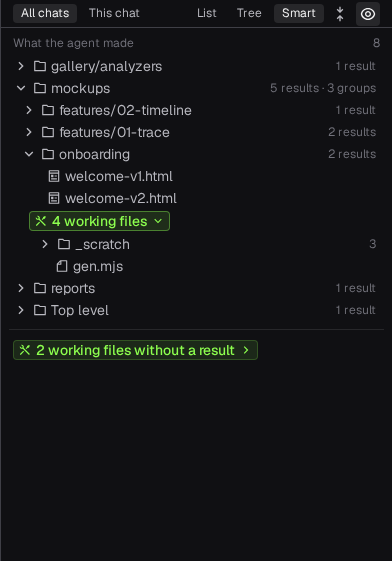 All chats This chat List Tree Smart
What the agent made 8
gallery/analyzers 1 result
mockups 5 results · 3 groups
features/02-timeline 1 result
features/01-trace 2 results
onboarding 2 results
welcome-v1.html
welcome-v2.html
4 working files
_scratch 3
gen.mjs
reports 1 result
Top level 1 result
2 working files without a result